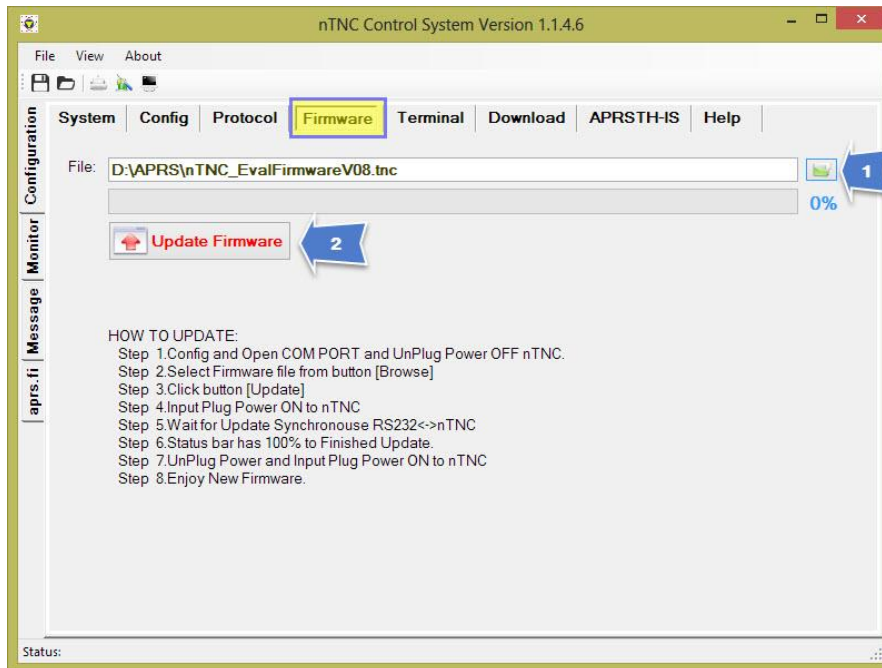 nTNC Control System Version 1.1.4.6
File View About
System Config Protocol Firmware Terminal Download APRSTH-IS Help
Configuration
Monitor
Message
aprs.fi
File: D:\APRS\nTNC_EvalFirmwareV08.tnc
1
0%
Update Firmware
2
HOW TO UPDATE:
Step 1.Config and Open COM PORT and UnPlug Power OFF nTNC.
Step 2.Select Firmware file from button [Browse]
Step 3.Click button [Update]
Step 4.Input Plug Power ON to nTNC
Step 5.Wait for Update Synchronouse RS232<->nTNC
Step 6.Status bar has 100% to Finished Update.
Step 7.UnPlug Power and Input Plug Power ON to nTNC
Step 8.Enjoy New Firmware.
Status: